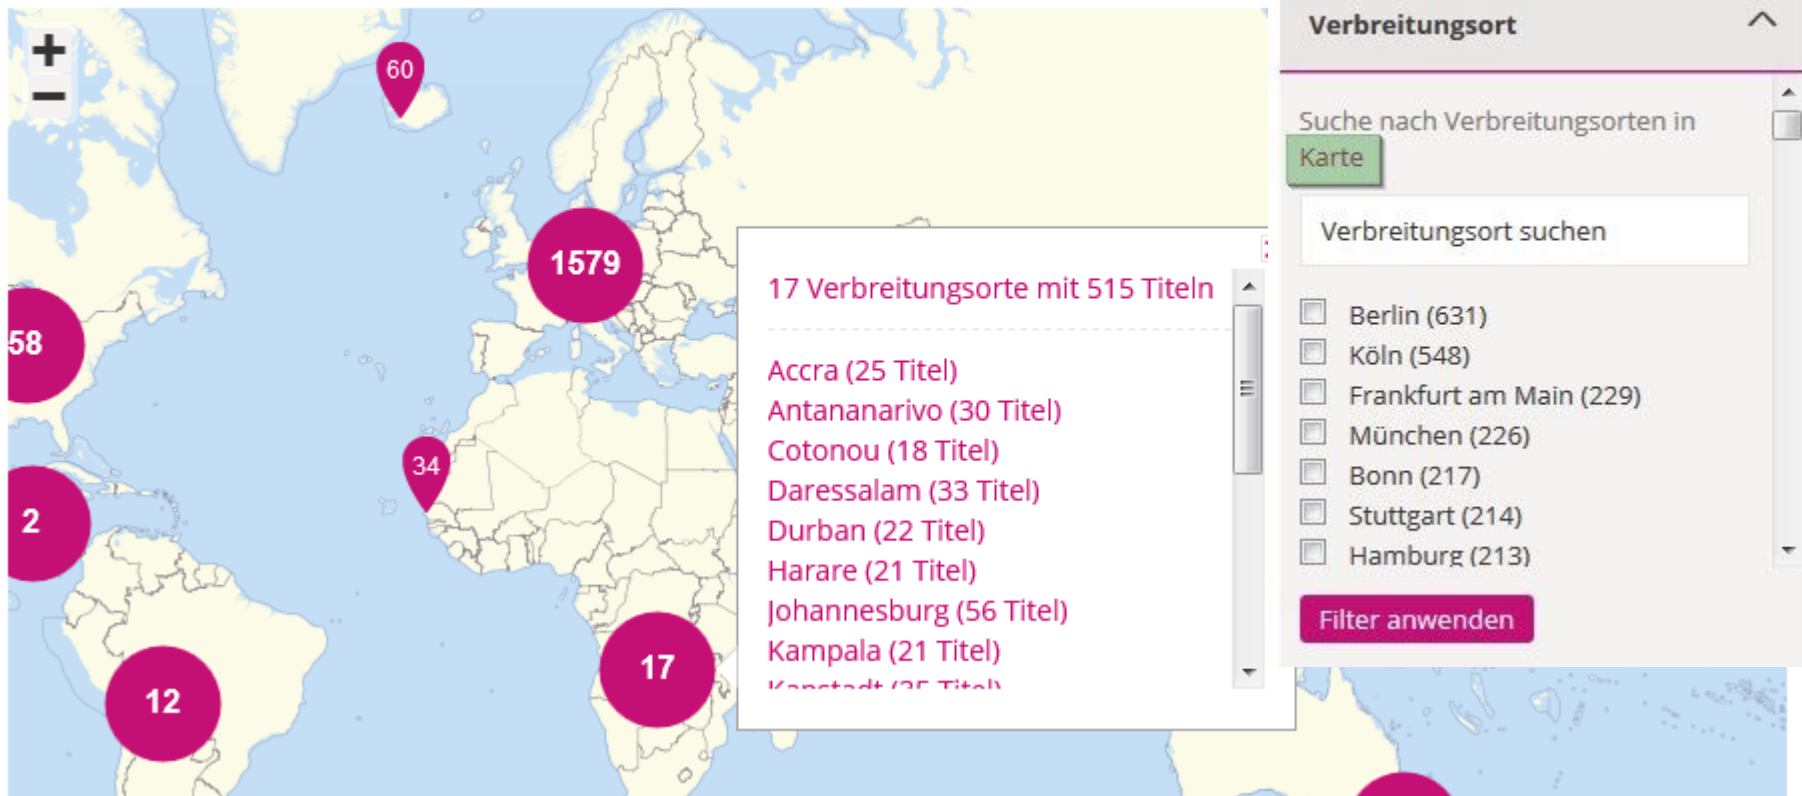 +
−
60
1579
58
34
2
12
17
17 Verbreitungsorte mit 515 Titeln
Accra (25 Titel)
Antananarivo (30 Titel)
Cotonou (18 Titel)
Daressalam (33 Titel)
Durban (22 Titel)
Harare (21 Titel)
Johannesburg (56 Titel)
Kampala (21 Titel)
Kapstadt (35 Titel)
Verbreitungsort
Suche nach Verbreitungsorten in
Karte
Verbreitungsort suchen
Berlin (631)
Köln (548)
Frankfurt am Main (229)
München (226)
Bonn (217)
Stuttgart (214)
Hamburg (213)
Filter anwenden